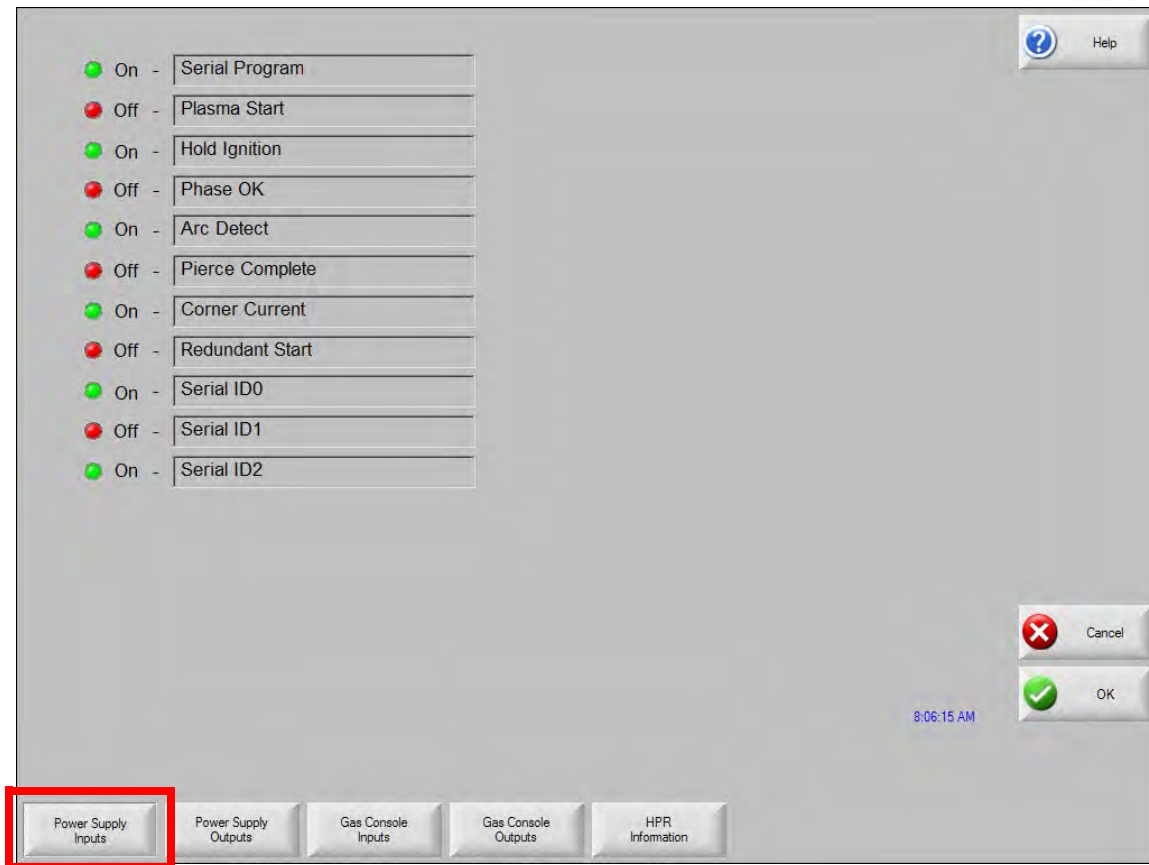 Help
On - Serial Program
Off - Plasma Start
On - Hold Ignition
Off - Phase OK
On - Arc Detect
Off - Pierce Complete
On - Corner Current
Off - Redundant Start
On - Serial ID0
Off - Serial ID1
On - Serial ID2
Cancel
OK
8:06:15 AM
Power Supply
Inputs
Power Supply
Outputs
Gas Console
Inputs
Gas Console
Outputs
HPR
Information